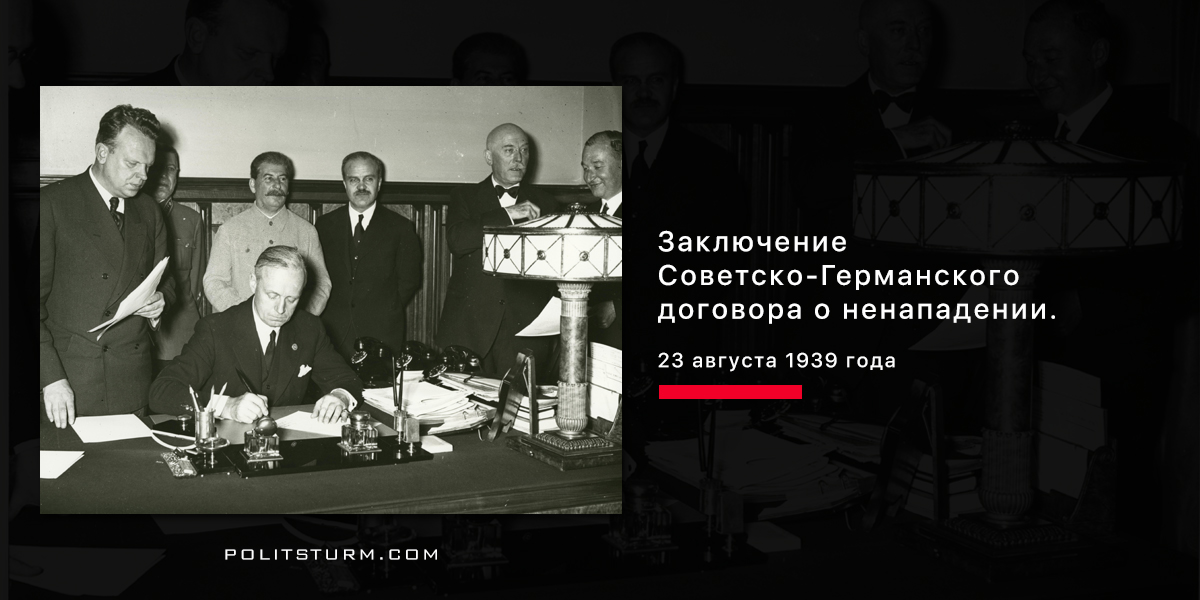 Заключение
Советско-Германского
договора о ненападении.
23 августа 1939 года
POLITSTURM.COM